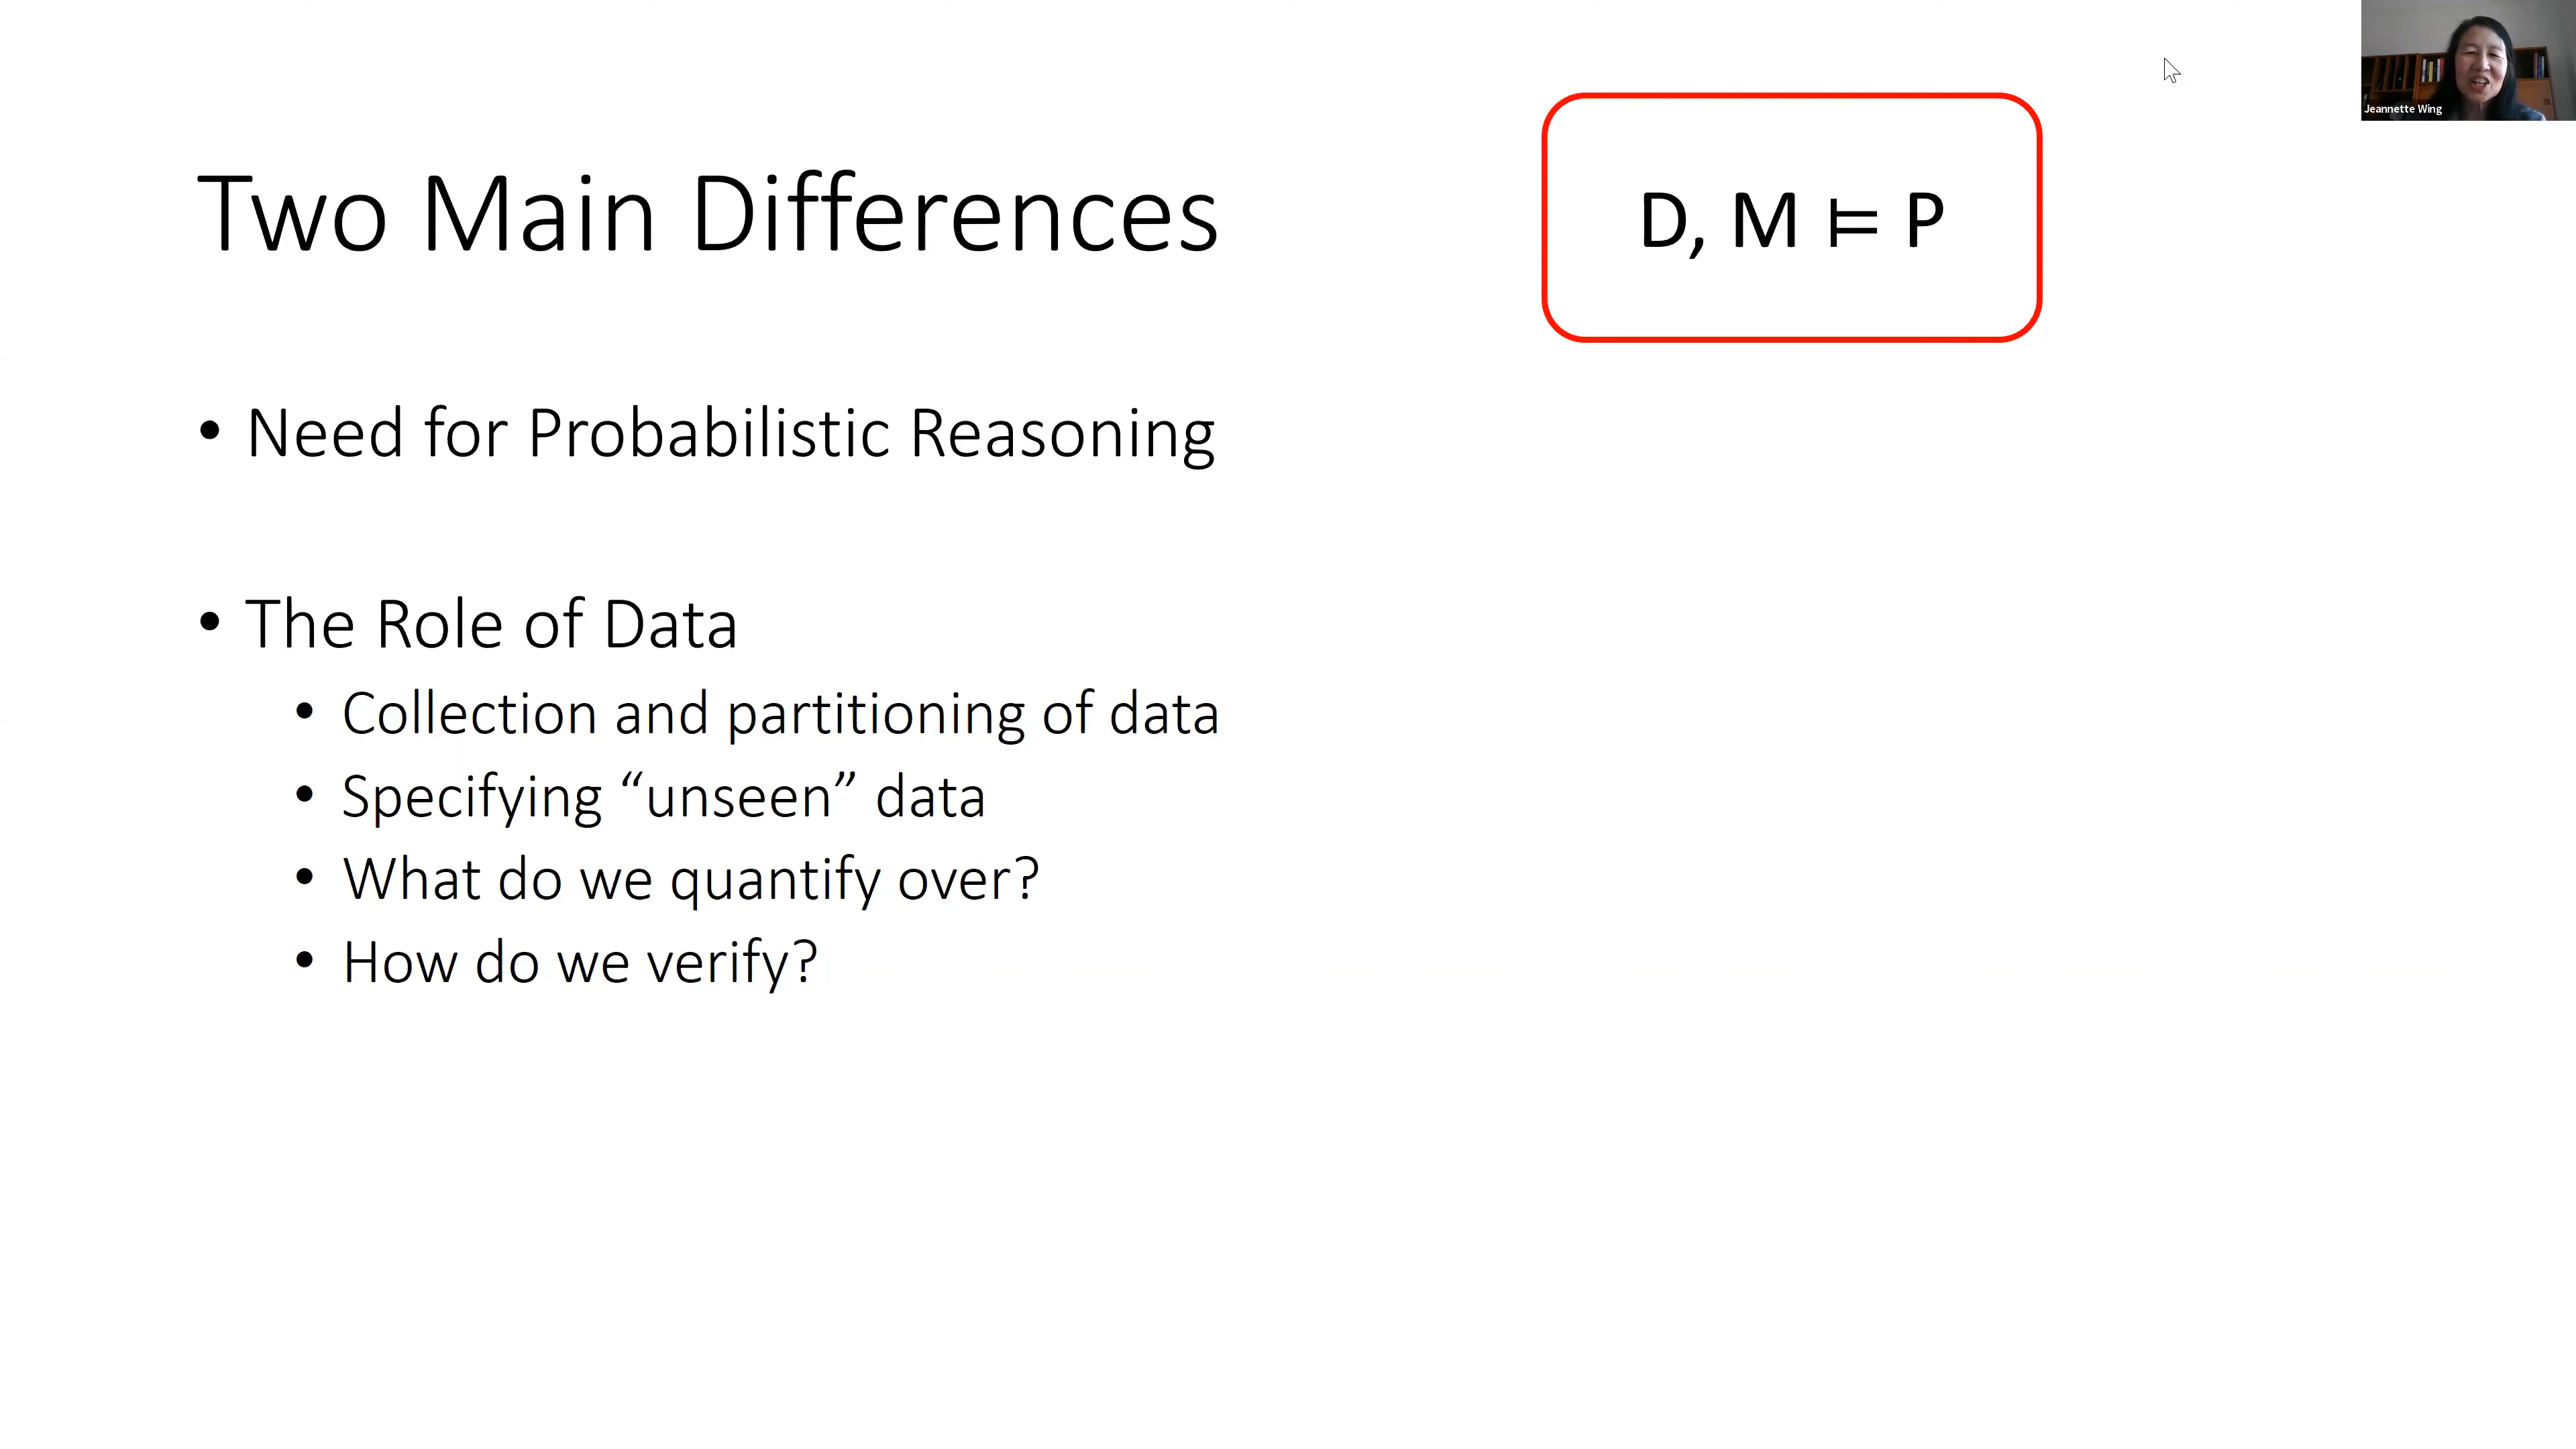 Jeannette Wing
Two Main Differences
D, M ⊨ P
• Need for Probabilistic Reasoning
• The Role of Data
• Collection and partitioning of data
• Specifying “unseen” data
• What do we quantify over?
• How do we verify?